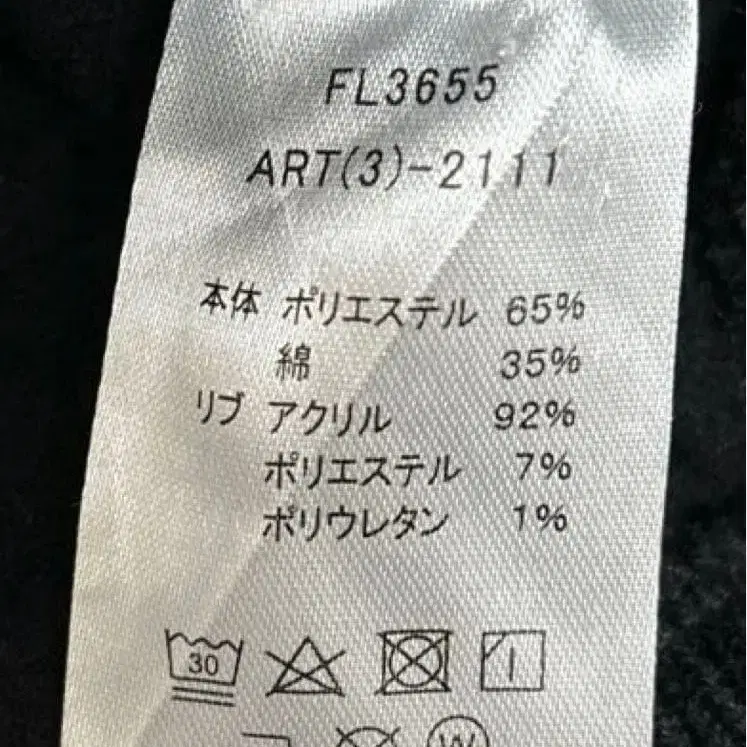 FL3655
ART(3)-2111
本体 ポリエステル 65%
綿 35%
リブ アクリル 92%
ポリエステル 7%
ポリウレタン 1%
30
W